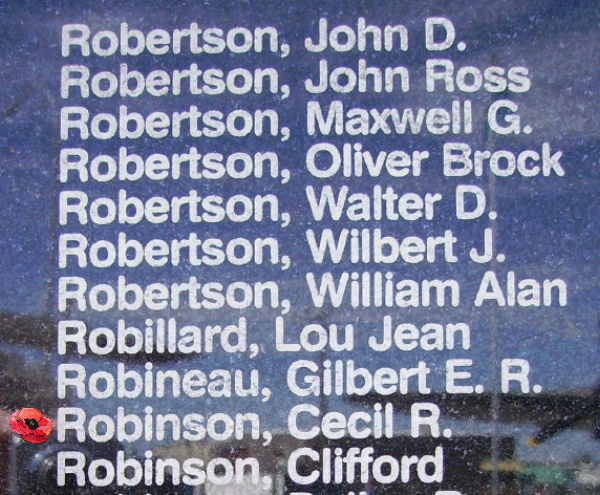 Robertson, John D.
Robertson, John Ross
Robertson, Maxwell G.
Robertson, Oliver Brock
Robertson, Walter D.
Robertson, Wilbert J.
Robertson, William Alan
Robillard, Lou Jean
Robineau, Gilbert E. R.
Robinson, Cecil R.
Robinson, Clifford